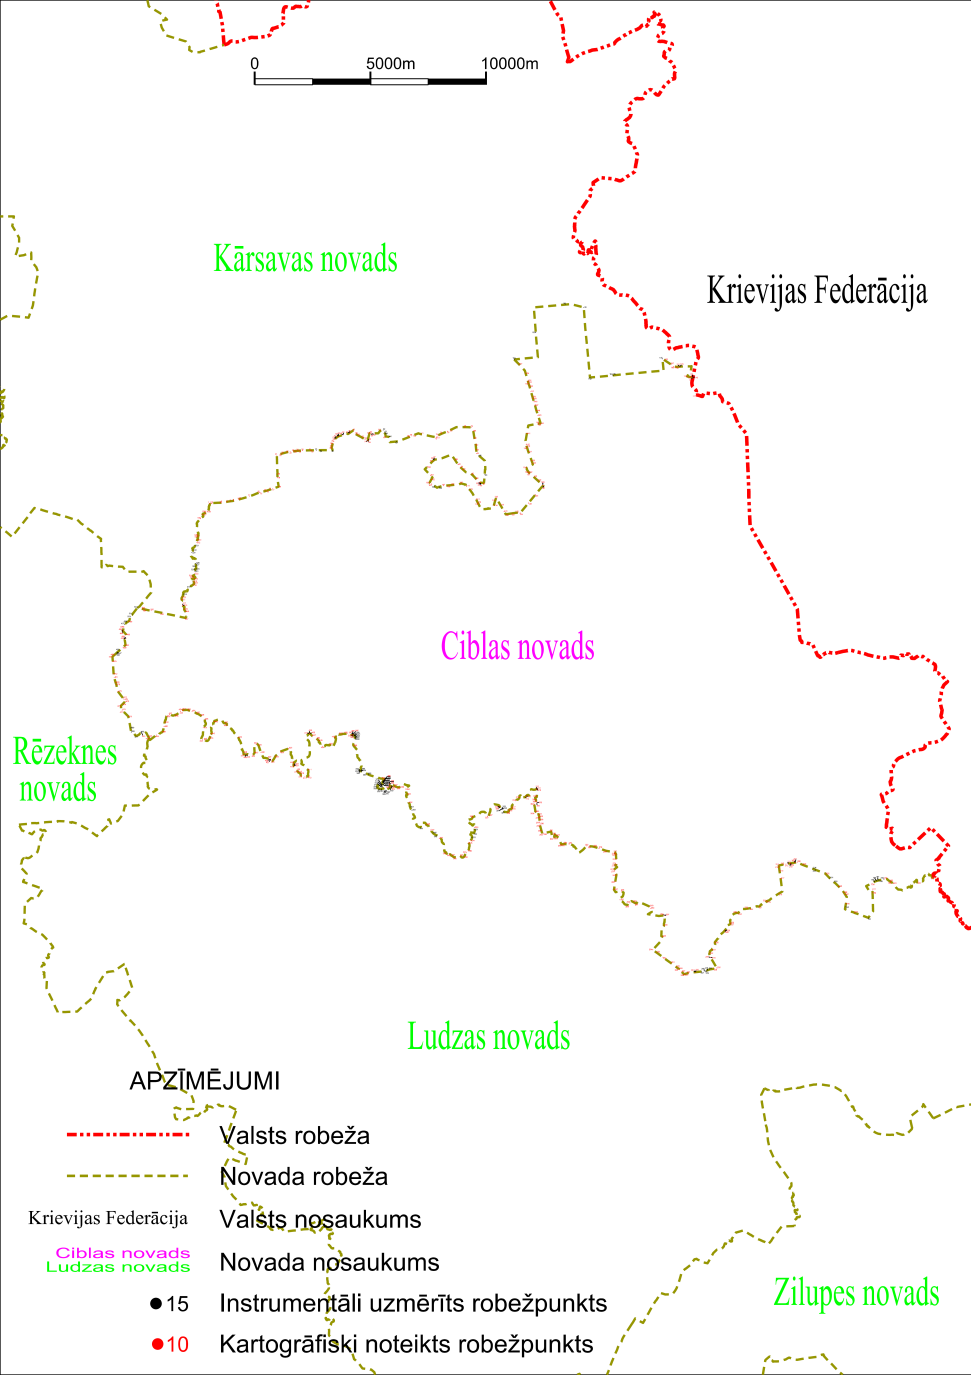 0 5000m 10000m
Kārsavas novads
Krievijas Federācija
Ciblas novads
Rēzeknes
novads
Ludzas novads
APZĪMĒJUMI
Valsts robeža
Novada robeža
Krievijas Federācija Valsts nosaukums
Ciblas novads
Ludzas novads
Novada nosaukums
Zilupes novads
15 Instrumentāli uzmērīts robežpunkts
10 Kartogrāfiski noteikts robežpunkts